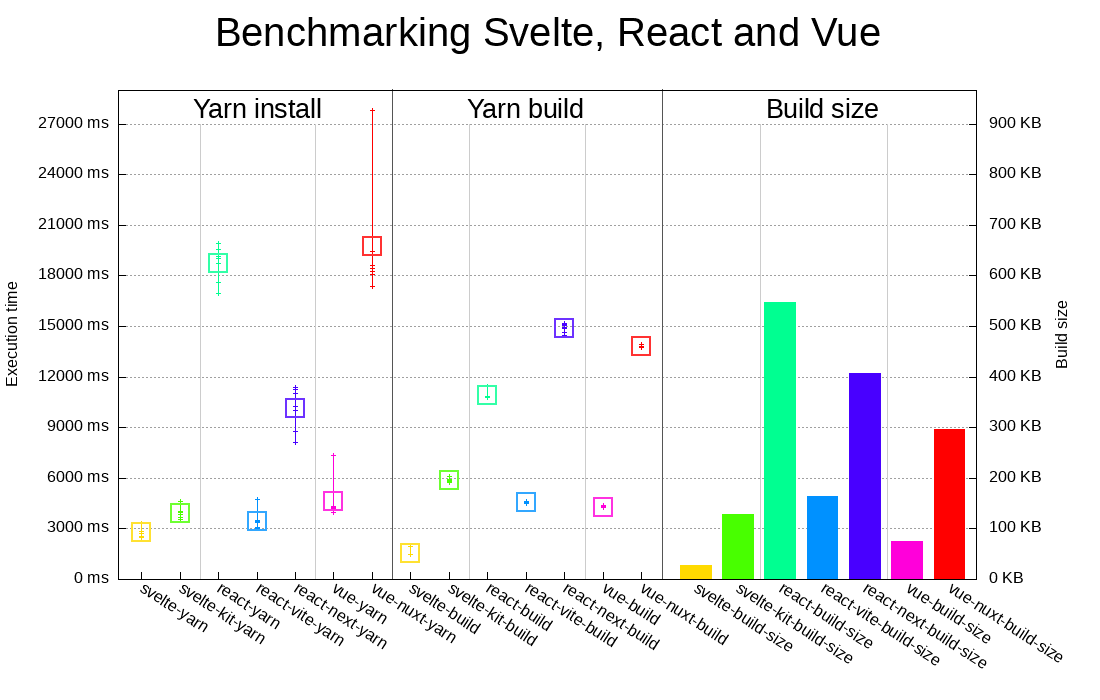 Benchmarking Svelte, React and Vue
Yarn install
Yarn build
Build size
27000 ms
24000 ms
21000 ms
18000 ms
15000 ms
12000 ms
9000 ms
6000 ms
3000 ms
0 ms
Execution time
900 KB
800 KB
700 KB
600 KB
500 KB
400 KB
300 KB
200 KB
100 KB
0 KB
Build size
svelte-yarn
svelte-kit-yarn
react-yarn
react-vite-yarn
react-next-yarn
vue-yarn
vue-nuxt-yarn
svelte-build
svelte-kit-build
react-build
react-vite-build
react-next-build
vue-build
vue-nuxt-build
svelte-build-size
svelte-kit-build-size
react-build-size
react-vite-build-size
react-next-build-size
vue-build-size
vue-nuxt-build-size